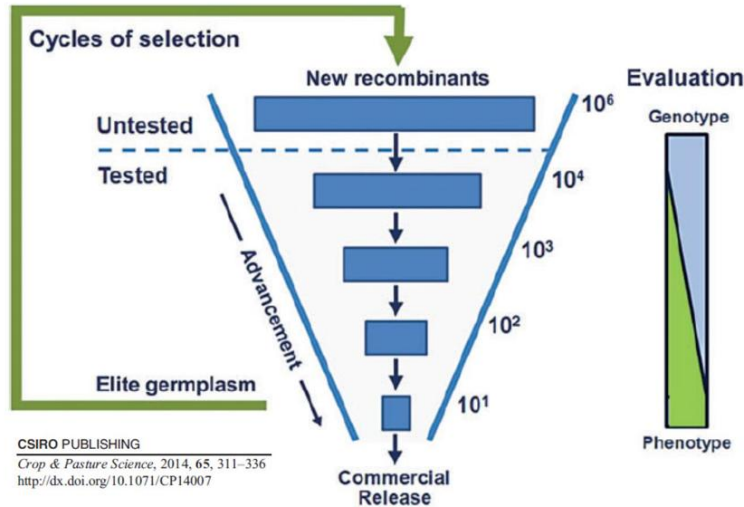 Cycles of selection
New recombinants
Evaluation
10⁶
Genotype
Untested
Tested
10⁴
10³
Advancement
10²
Elite germplasm
10¹
Phenotype
CSIRO PUBLISHING
Crop & Pasture Science, 2014, 65, 311–336
http://dx.doi.org/10.1071/CP14007
Commercial
Release